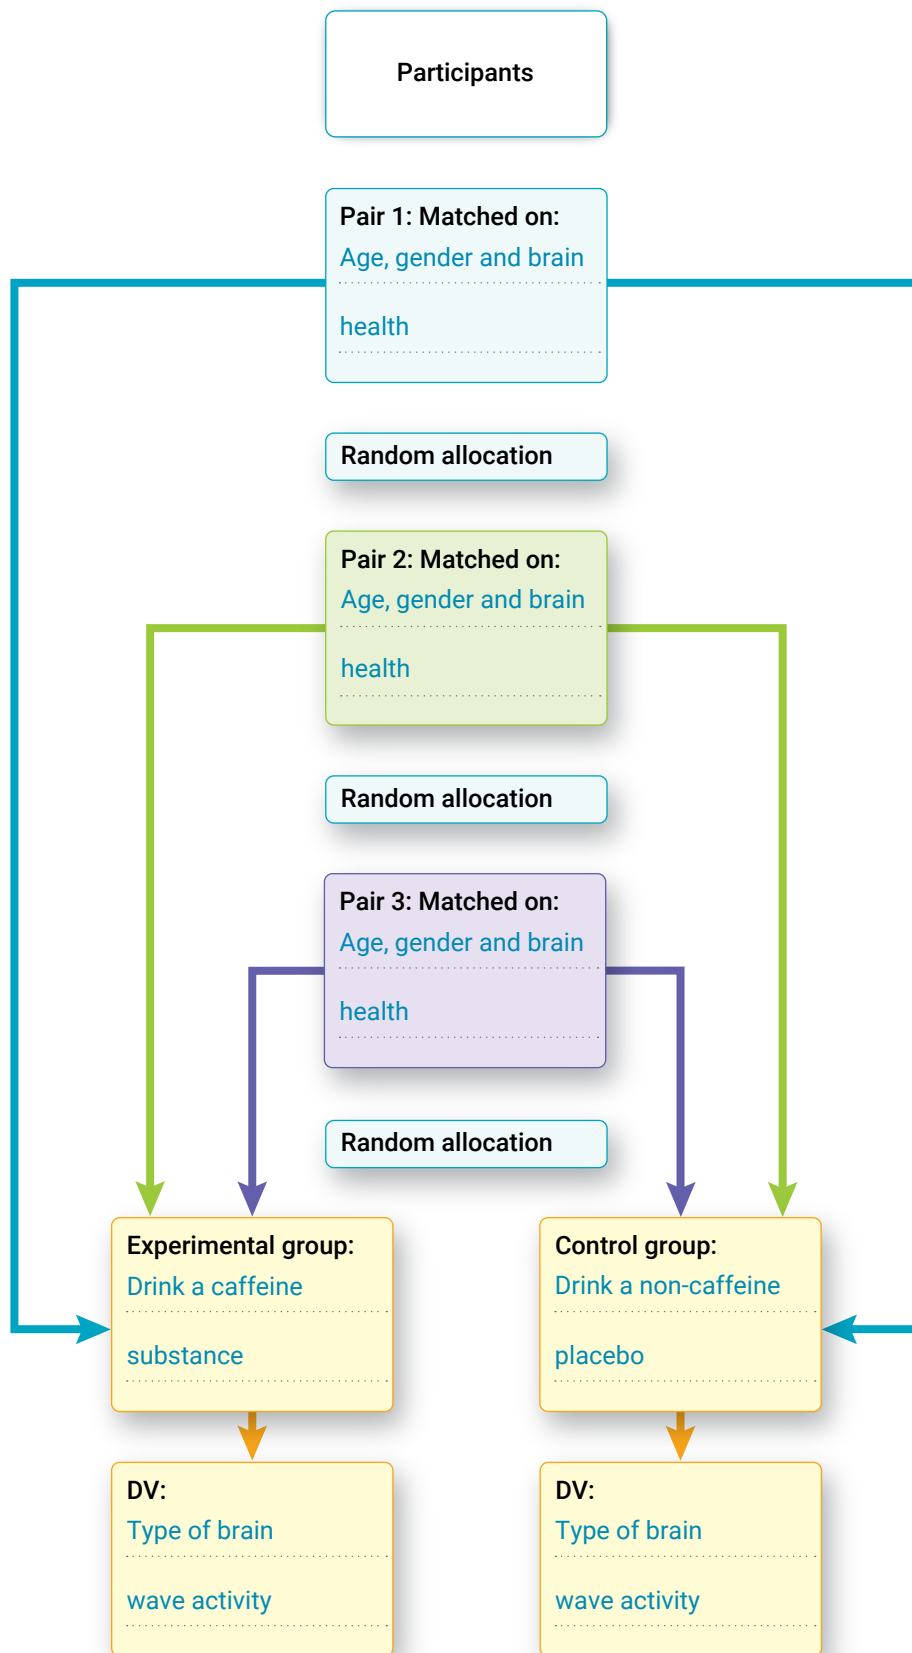 Participants
Pair 1: Matched on:
Age, gender and brain
health
Random allocation
Pair 2: Matched on:
Age, gender and brain
health
Random allocation
Pair 3: Matched on:
Age, gender and brain
health
Random allocation
Experimental group:
Drink a caffeine
substance
Control group:
Drink a non-caffeine
placebo
DV:
Type of brain
wave activity
DV:
Type of brain
wave activity